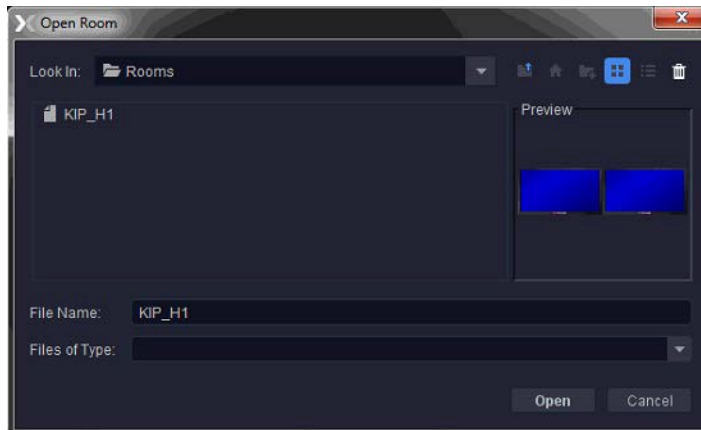 Open Room
Look In: Rooms
KIP_H1
Preview
File Name: KIP_H1
Files of Type:
Open Cancel